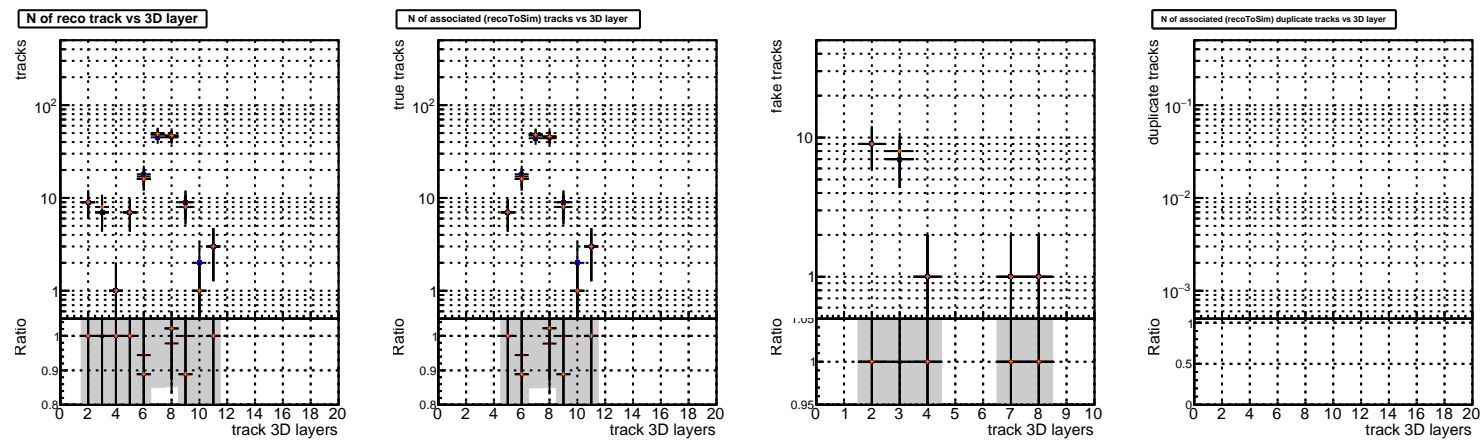 N of reco track vs 3D layer
tracks
10²
10
1
Ratio
1
0.9
0.8
0 2 4 6 8 10 12 14 16 18 20
track 3D layers
N of associated (recoToSim) tracks vs 3D layer
true tracks
10²
10
1
Ratio
1
0.9
0.8
0 2 4 6 8 10 12 14 16 18 20
track 3D layers
fake tracks
10
1
Ratio
1.05
1
0.95
0 1 2 3 4 5 6 7 8 9 10
track 3D layers
N of associated (recoToSim) duplicate tracks vs 3D layer
duplicate tracks
10⁻¹
10⁻²
10⁻³
Ratio
1
0.5
0
0 2 4 6 8 10 12 14 16 18 20
track 3D layers